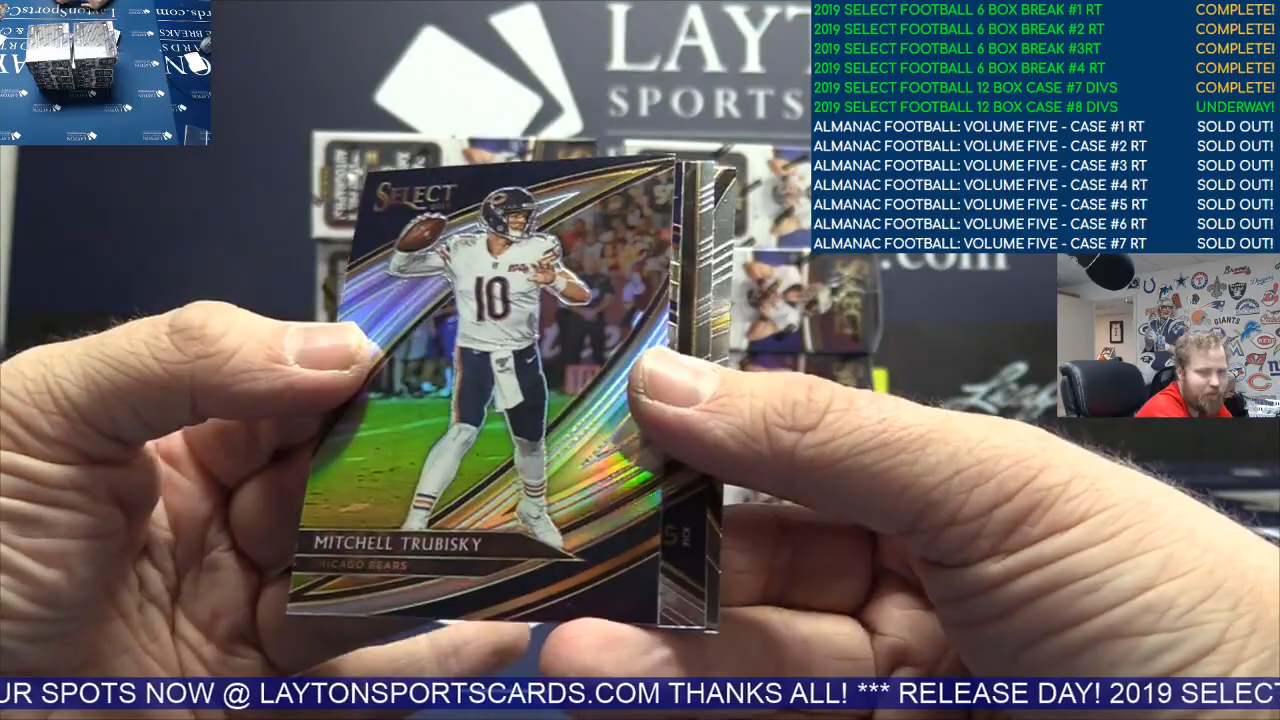 2019 SELECT FOOTBALL 6 BOX BREAK #1 RT COMPLETE!
2019 SELECT FOOTBALL 6 BOX BREAK #2 RT COMPLETE!
2019 SELECT FOOTBALL 6 BOX BREAK #3RT COMPLETE!
2019 SELECT FOOTBALL 6 BOX BREAK #4 RT COMPLETE!
2019 SELECT FOOTBALL 12 BOX CASE #7 DIVS COMPLETE!
2019 SELECT FOOTBALL 12 BOX CASE #8 DIVS UNDERWAY!
ALMANAC FOOTBALL: VOLUME FIVE - CASE #1 RT SOLD OUT!
ALMANAC FOOTBALL: VOLUME FIVE - CASE #2 RT SOLD OUT!
ALMANAC FOOTBALL: VOLUME FIVE - CASE #3 RT SOLD OUT!
ALMANAC FOOTBALL: VOLUME FIVE - CASE #4 RT SOLD OUT!
ALMANAC FOOTBALL: VOLUME FIVE - CASE #5 RT SOLD OUT!
ALMANAC FOOTBALL: VOLUME FIVE - CASE #6 RT SOLD OUT!
ALMANAC FOOTBALL: VOLUME FIVE - CASE #7 RT SOLD OUT!
LAYT
SPORTS
.com
SELECT
2019
10
MITCHELL TRUBISKY
CHICAGO BEARS
GIANTS
Braves
UR SPOTS NOW @ LAYTONSPORTSCARDS.COM THANKS ALL! *** RELEASE DAY! 2019 SELECT